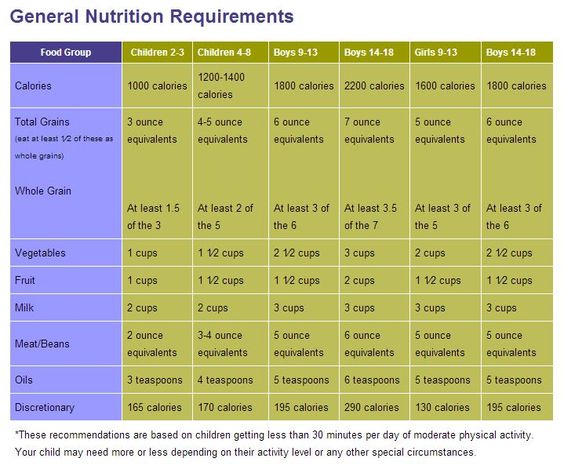 General Nutrition Requirements
Food Group Children 2-3 Children 4-8 Boys 9-13 Boys 14-18 Girls 9-13 Boys 14-18
Calories 1000 calories 1200-1400 calories 1800 calories 2200 calories 1600 calories 1800 calories
Total Grains (eat at least 1⁄2 of these as whole grains) 3 ounce equivalents 4-5 ounce equivalents 6 ounce equivalents 7 ounce equivalents 5 ounce equivalents 6 ounce equivalents
Whole Grain At least 1.5 of the 3 At least 2 of the 5 At least 3 of the 6 At least 3.5 of the 7 At least 3 of the 5 At least 3 of the 6
Vegetables 1 cups 1 1⁄2 cups 2 1⁄2 cups 3 cups 2 cups 2 1⁄2 cups
Fruit 1 cups 1 1⁄2 cups 1 1⁄2 cups 2 cups 1 1⁄2 cups 1 1⁄2 cups
Milk 2 cups 2 cups 3 cups 3 cups 3 cups 3 cups
Meat/Beans 2 ounce equivalents 3-4 ounce equivalents 5 ounce equivalents 6 ounce equivalents 5 ounce equivalents 5 ounce equivalents
Oils 3 teaspoons 4 teaspoons 5 teaspoons 6 teaspoons 5 teaspoons 5 teaspoons
Discretionary 165 calories 170 calories 195 calories 290 calories 130 calories 195 calories
*These recommendations are based on children getting less than 30 minutes per day of moderate physical activity.
Your child may need more or less depending on their activity level or any other special circumstances.